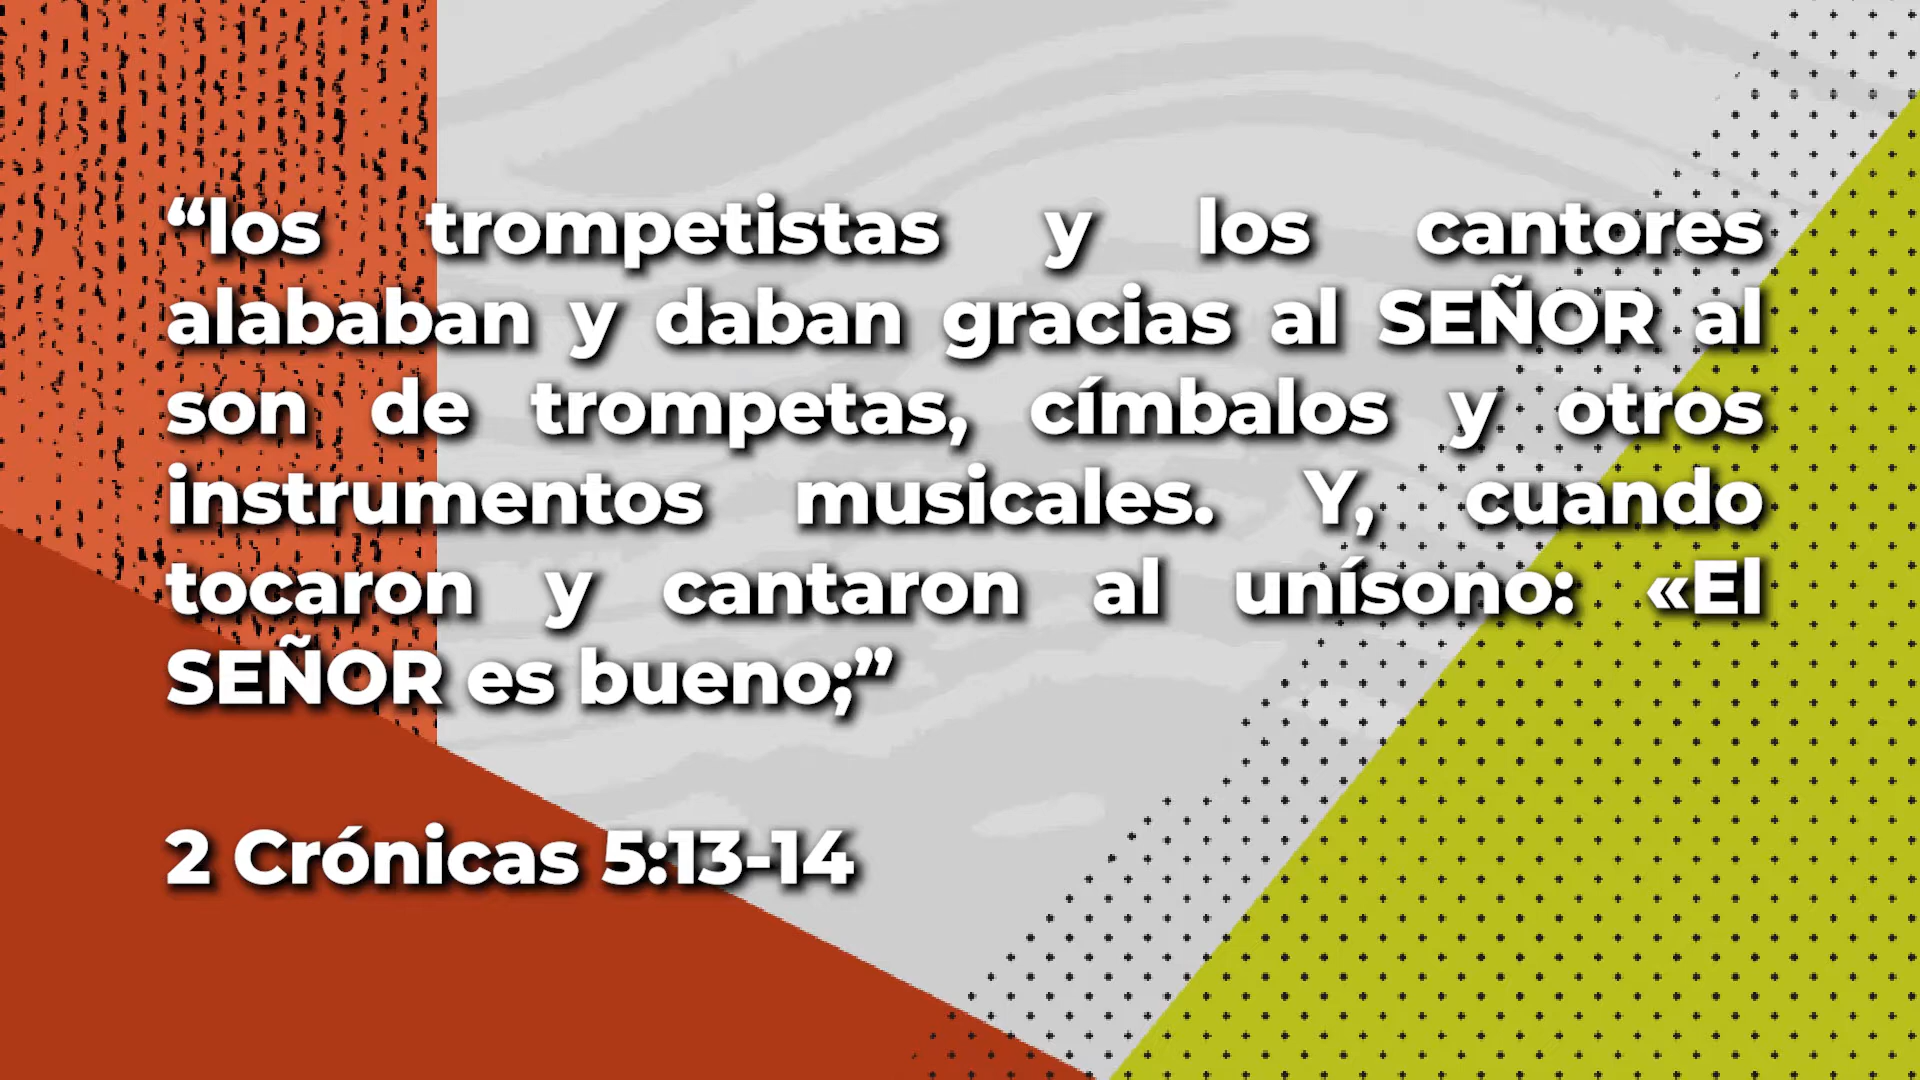 “los trompetistas y los cantores
alababan y daban gracias al SEÑOR al
son de trompetas, címbalos y otros
instrumentos musicales. Y, cuando
tocaron y cantaron al unísono: «El
SEÑOR es bueno;”
2 Crónicas 5:13-14